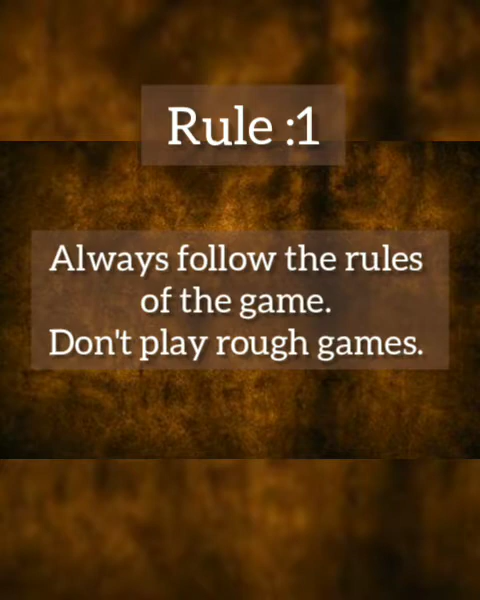 Rule :1
Always follow the rules
of the game.
Don't play rough games.